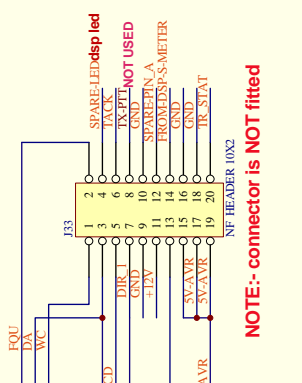 SPARE-LED dsp led
TACK
TX-PTT NOT USED
GND
SPARE-PIN_A
FROM-DSP-S-METER
GND
GND
TR_STAT
2
4
6
8
10
12
14
16
18
20
J33
NF HEADER 10X2
1
3
5
7
9
11
13
15
17
19
DIR_1
GND
+12V
5V-AVR
5V-AVR
FQU
DA
WC
CD
AVR
NOTE:- connector is NOT fitted